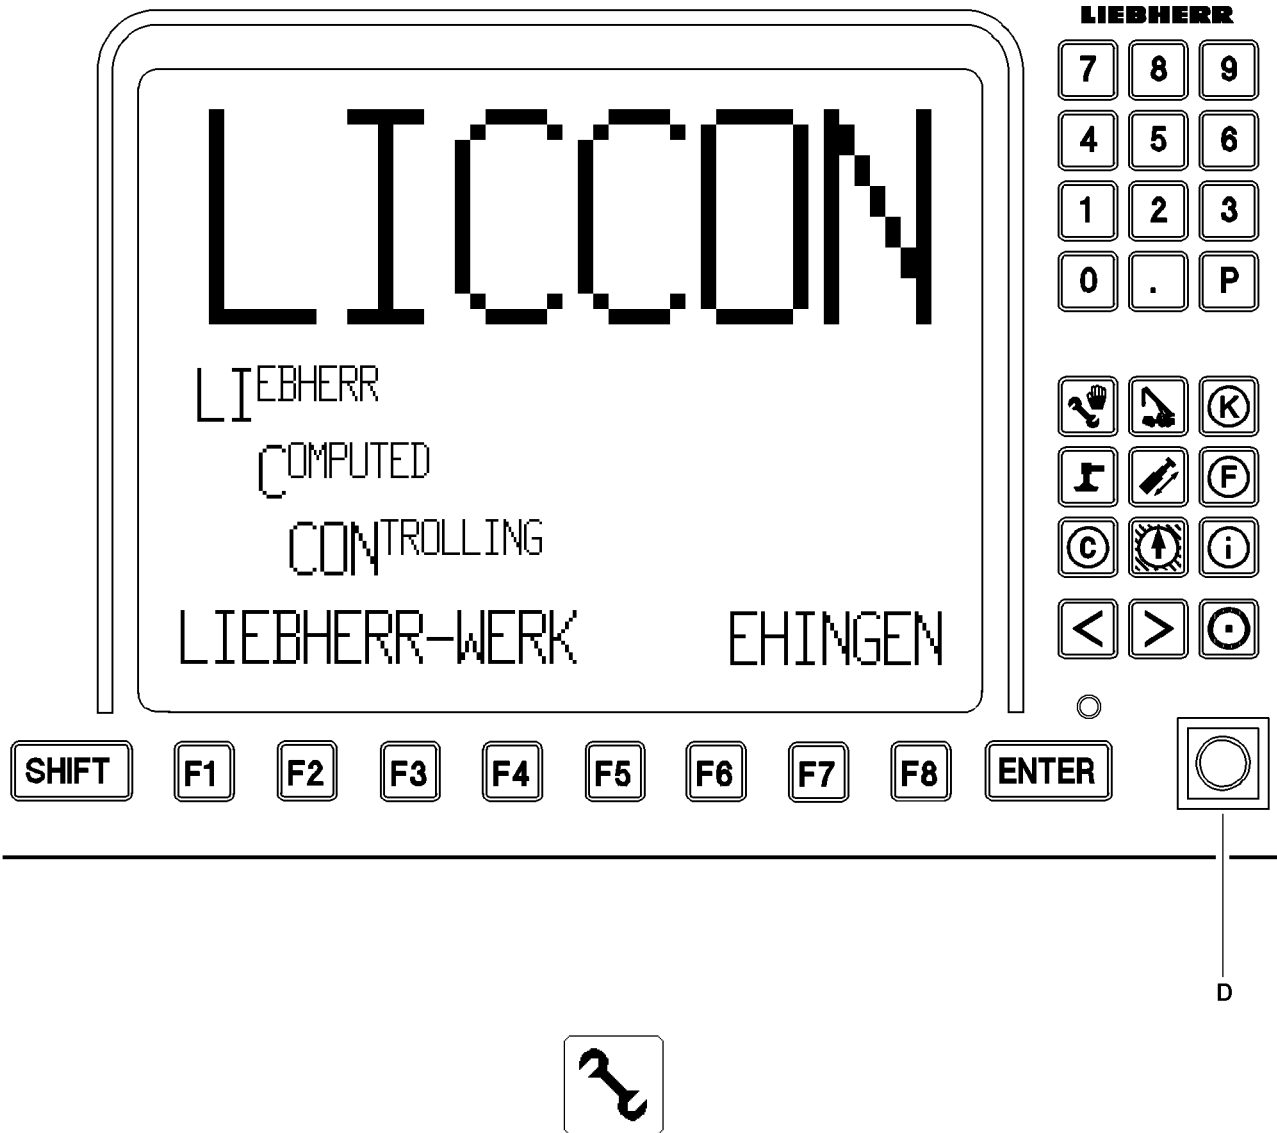 LIEBHERR
LICCON
LIEBHERR
COMPUTED
CONTROLLING
LIEBHERR-WERK EHINGEN
7 8 9
4 5 6
1 2 3
0 . P
K
F
C i
< >
SHIFT F1 F2 F3 F4 F5 F6 F7 F8 ENTER
D